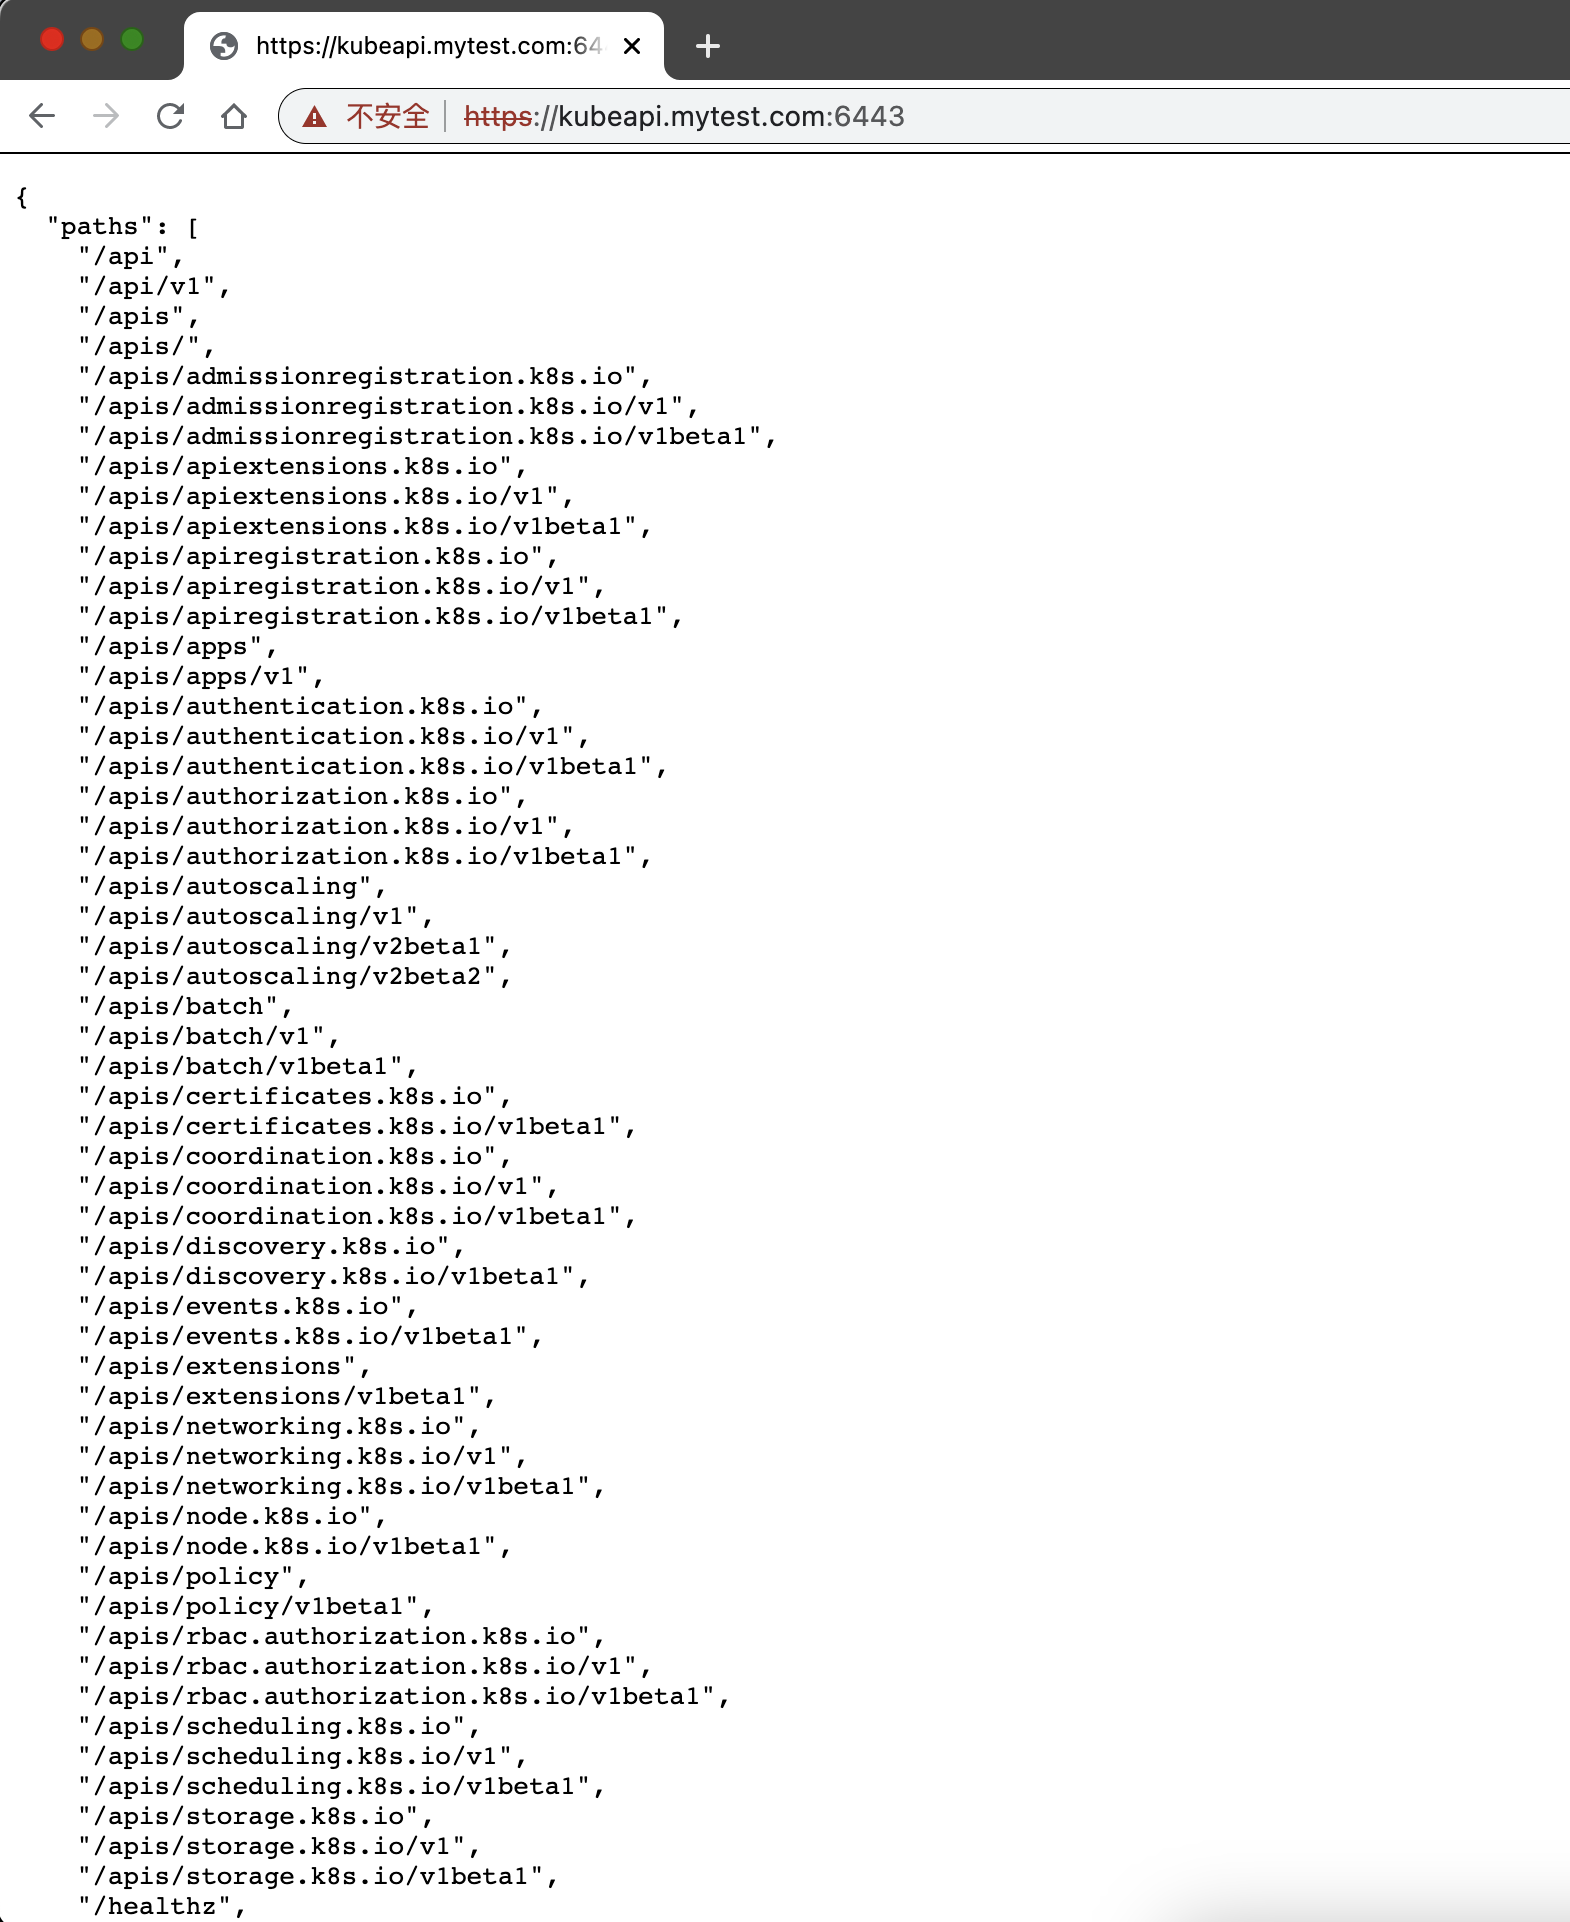 https://kubeapi.mytest.com:64
不安全 https://kubeapi.mytest.com:6443
{
"paths": [
"/api",
"/api/v1",
"/apis",
"/apis/",
"/apis/admissionregistration.k8s.io",
"/apis/admissionregistration.k8s.io/v1",
"/apis/admissionregistration.k8s.io/v1beta1",
"/apis/apiextensions.k8s.io",
"/apis/apiextensions.k8s.io/v1",
"/apis/apiextensions.k8s.io/v1beta1",
"/apis/apiregistration.k8s.io",
"/apis/apiregistration.k8s.io/v1",
"/apis/apiregistration.k8s.io/v1beta1",
"/apis/apps",
"/apis/apps/v1",
"/apis/authentication.k8s.io",
"/apis/authentication.k8s.io/v1",
"/apis/authentication.k8s.io/v1beta1",
"/apis/authorization.k8s.io",
"/apis/authorization.k8s.io/v1",
"/apis/authorization.k8s.io/v1beta1",
"/apis/autoscaling",
"/apis/autoscaling/v1",
"/apis/autoscaling/v2beta1",
"/apis/autoscaling/v2beta2",
"/apis/batch",
"/apis/batch/v1",
"/apis/batch/v1beta1",
"/apis/certificates.k8s.io",
"/apis/certificates.k8s.io/v1beta1",
"/apis/coordination.k8s.io",
"/apis/coordination.k8s.io/v1",
"/apis/coordination.k8s.io/v1beta1",
"/apis/discovery.k8s.io",
"/apis/discovery.k8s.io/v1beta1",
"/apis/events.k8s.io",
"/apis/events.k8s.io/v1beta1",
"/apis/extensions",
"/apis/extensions/v1beta1",
"/apis/networking.k8s.io",
"/apis/networking.k8s.io/v1",
"/apis/networking.k8s.io/v1beta1",
"/apis/node.k8s.io",
"/apis/node.k8s.io/v1beta1",
"/apis/policy",
"/apis/policy/v1beta1",
"/apis/rbac.authorization.k8s.io",
"/apis/rbac.authorization.k8s.io/v1",
"/apis/rbac.authorization.k8s.io/v1beta1",
"/apis/scheduling.k8s.io",
"/apis/scheduling.k8s.io/v1",
"/apis/scheduling.k8s.io/v1beta1",
"/apis/storage.k8s.io",
"/apis/storage.k8s.io/v1",
"/apis/storage.k8s.io/v1beta1",
"/healthz",